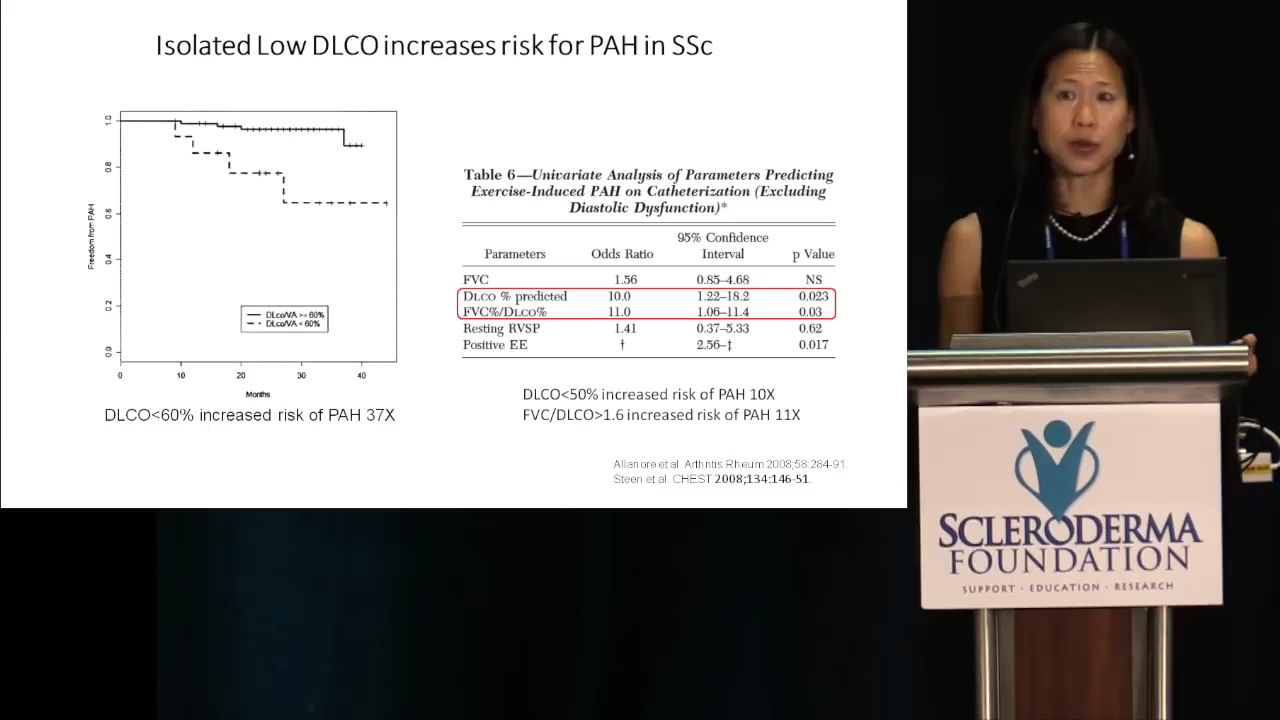 Isolated Low DLCO increases risk for PAH in SSc
1.0
0.8
0.6
0.4
0.2
0.0
Freedom from PAH
DLco/VA >= 60%
DLco/VA < 60%
0 10 20 30 40
Months
DLCO<60% increased risk of PAH 37X
Table 6—Univariate Analysis of Parameters Predicting
Exercise-Induced PAH on Catheterization (Excluding
Diastolic Dysfunction)*
95% Confidence
Parameters Odds Ratio Interval p Value
FVC 1.56 0.85–4.68 NS
DLCO % predicted 10.0 1.22–18.2 0.023
FVC%/DLCO% 11.0 1.06–11.4 0.03
Resting RVSP 1.41 0.37–5.33 0.62
Positive EE † 2.56–‡ 0.017
DLCO<50% increased risk of PAH 10X
FVC/DLCO>1.6 increased risk of PAH 11X
Allanore et al. Arthritis Rheum 2008;58:284-91.
Steen et al. CHEST 2008;134:146-51.
SCLERODERMA
FOUNDATION
SUPPORT · EDUCATION · RESEARCH